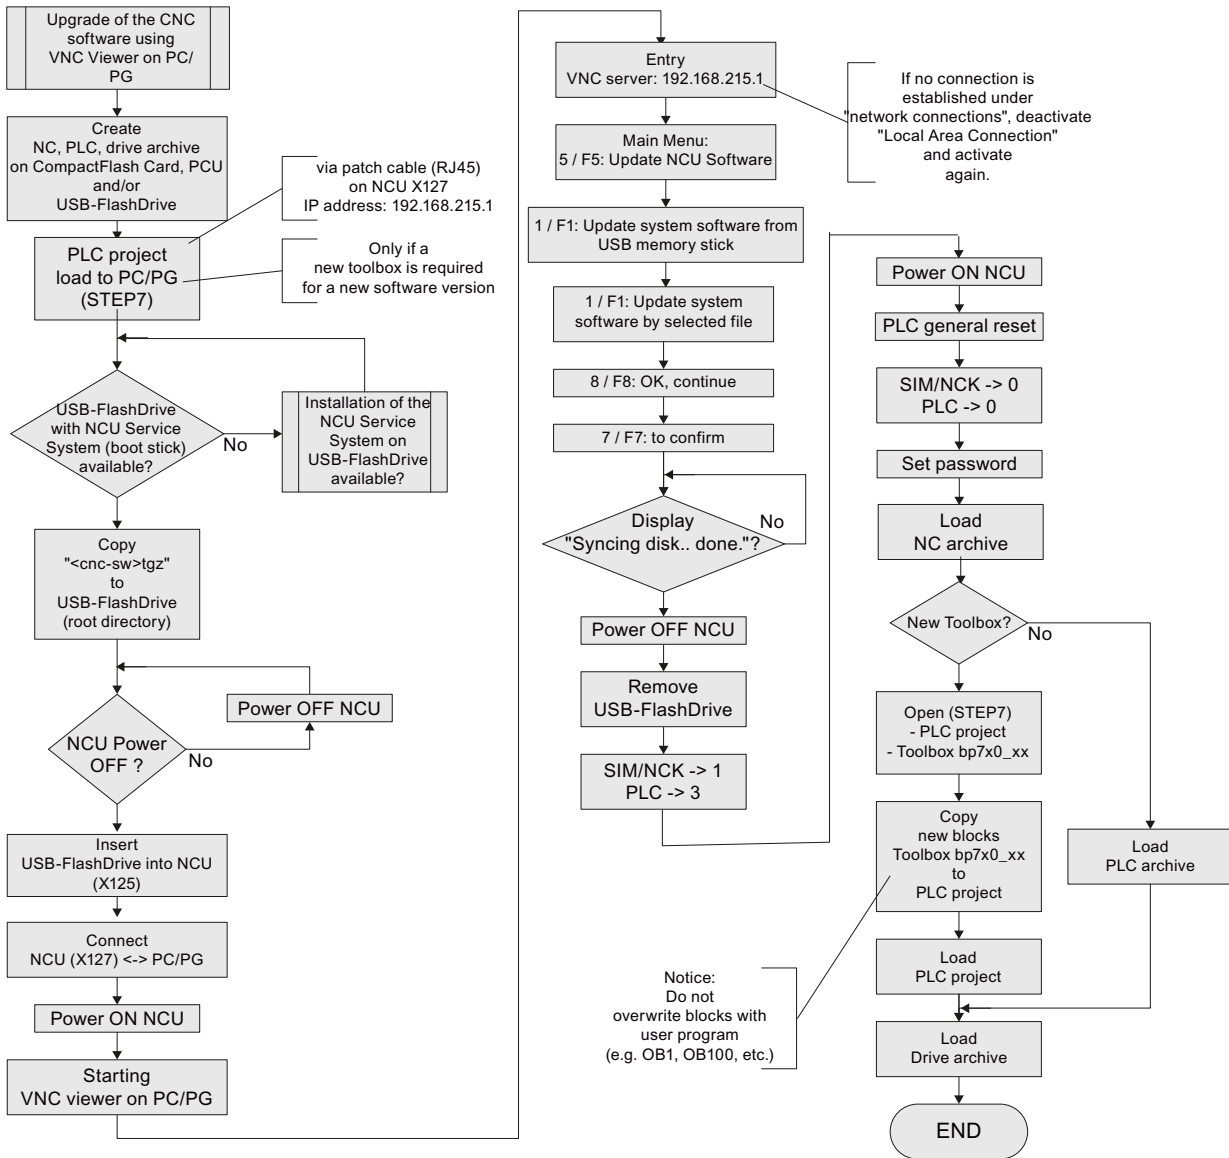 Upgrade of the CNC
software using
VNC Viewer on PC/
PG
Create
NC, PLC, drive archive
on CompactFlash Card, PCU
and/or
USB-FlashDrive
via patch cable (RJ45)
on NCU X127
IP address: 192.168.215.1
PLC project
load to PC/PG
(STEP7)
Only if a
new toolbox is required
for a new software version
USB-FlashDrive
with NCU Service
System (boot stick)
available?
No
Installation of the
NCU Service
System on
USB-FlashDrive
available?
Copy
"<cnc-sw>tgz"
to
USB-FlashDrive
(root directory)
Power OFF NCU
NCU Power
OFF ?
No
Insert
USB-FlashDrive into NCU
(X125)
Connect
NCU (X127) <-> PC/PG
Power ON NCU
Starting
VNC viewer on PC/PG
Entry
VNC server: 192.168.215.1
If no connection is
established under
"network connections", deactivate
"Local Area Connection"
and activate
again.
Main Menu:
5 / F5: Update NCU Software
1 / F1: Update system software from
USB memory stick
1 / F1: Update system
software by selected file
8 / F8: OK, continue
7 / F7: to confirm
Display
"Syncing disk.. done."?
No
Power OFF NCU
Remove
USB-FlashDrive
SIM/NCK -> 1
PLC -> 3
Power ON NCU
PLC general reset
SIM/NCK -> 0
PLC -> 0
Set password
Load
NC archive
New Toolbox?
No
Open (STEP7)
- PLC project
- Toolbox bp7x0_xx
Copy
new blocks
Toolbox bp7x0_xx
to
PLC project
Load
PLC archive
Notice:
Do not
overwrite blocks with
user program
(e.g. OB1, OB100, etc.)
Load
PLC project
Load
Drive archive
END